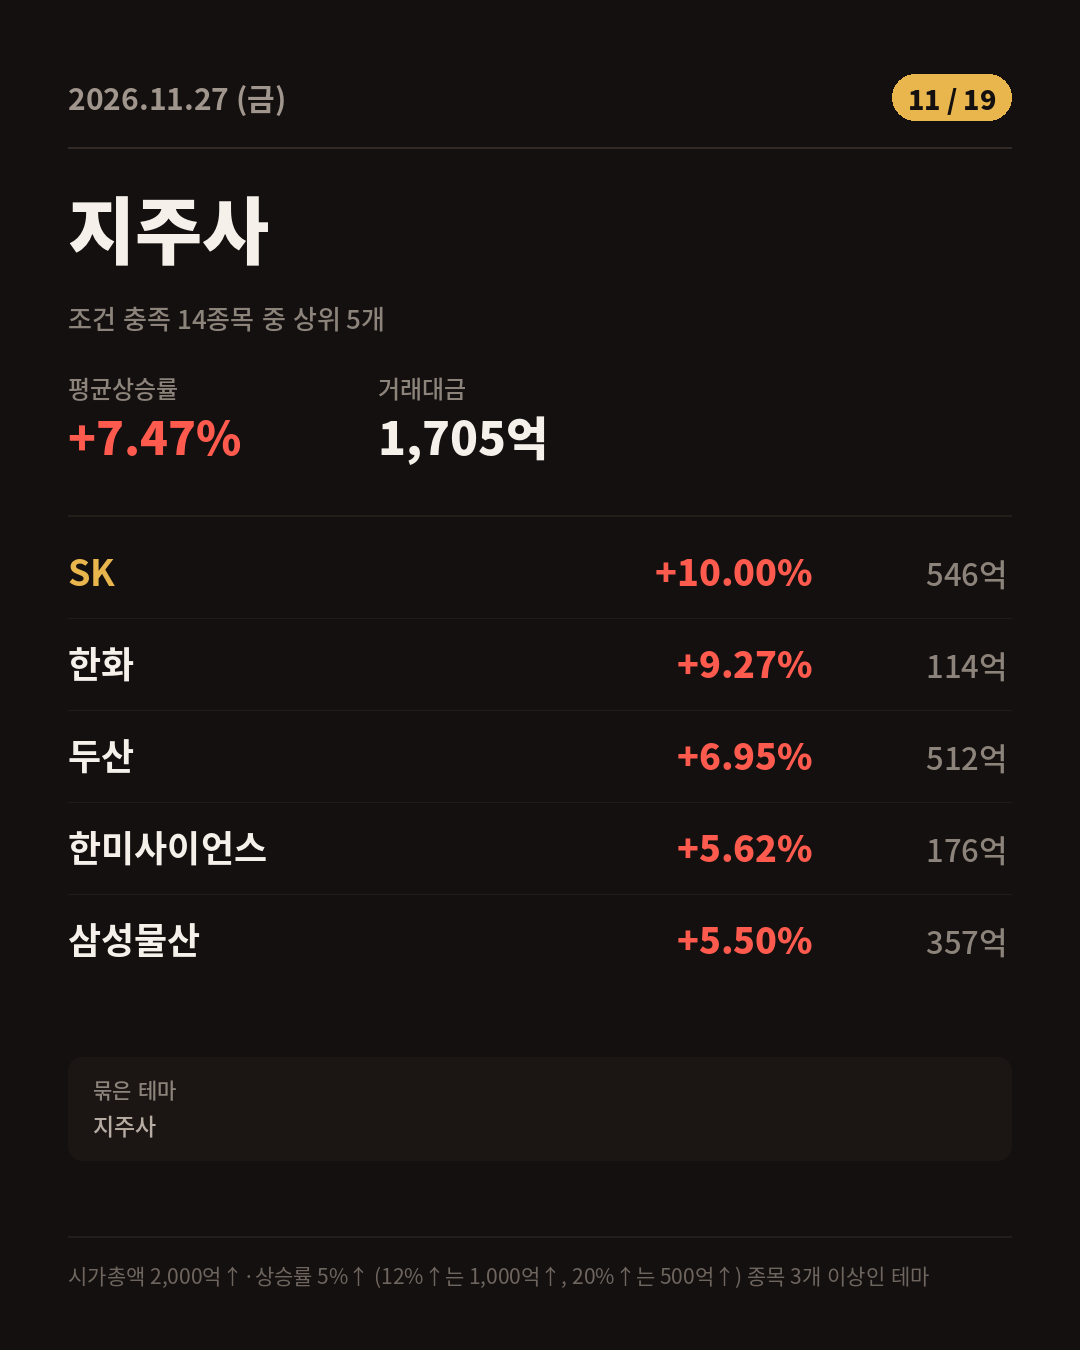 2026.11.27 (금)
11 / 19
지주사
조건 충족 14종목 중 상위 5개
평균상승률 거래대금
+7.47% 1,705억
SK +10.00% 546억
한화 +9.27% 114억
두산 +6.95% 512억
한미사이언스 +5.62% 176억
삼성물산 +5.50% 357억
묶은 테마
지주사
시가총액 2,000억↑ · 상승률 5%↑ (12%↑는 1,000억↑, 20%↑는 500억↑) 종목 3개 이상인 테마